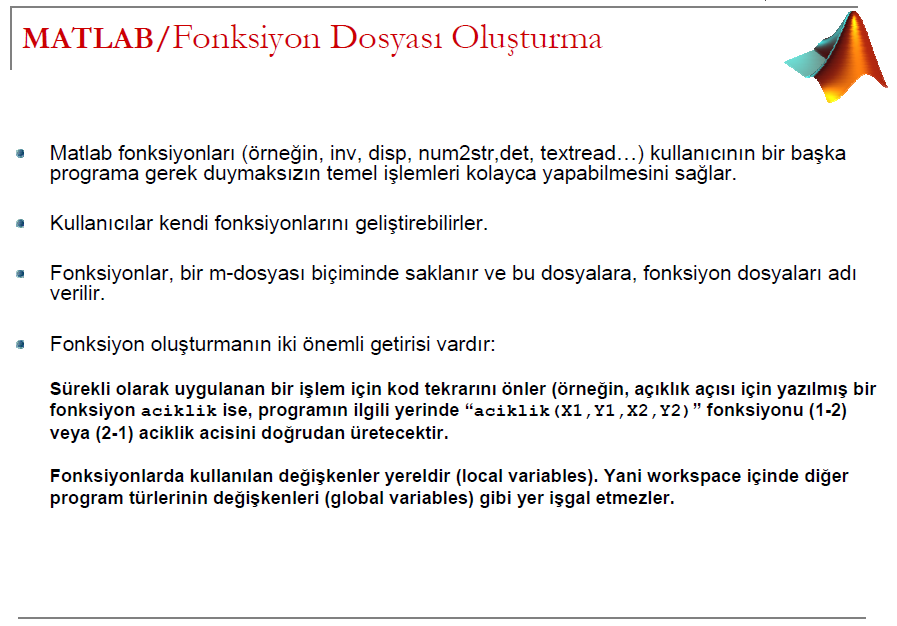 MATLAB/Fonksiyon Dosyası Oluşturma
Matlab fonksiyonları (örneğin, inv, disp, num2str,det, textread…) kullanıcının bir başka
programa gerek duymaksızın temel işlemleri kolayca yapabilmesini sağlar.
Kullanıcılar kendi fonksiyonlarını geliştirebilirler.
Fonksiyonlar, bir m-dosyası biçiminde saklanır ve bu dosyalara, fonksiyon dosyaları adı
verilir.
Fonksiyon oluşturmanın iki önemli getirisi vardır:
Sürekli olarak uygulanan bir işlem için kod tekrarını önler (örneğin, açıklık açısı için yazılmış bir
fonksiyon aciklik ise, programın ilgili yerinde “aciklik(X1,Y1,X2,Y2)” fonksiyonu (1-2)
veya (2-1) aciklik acisini doğrudan üretecektir.
Fonksiyonlarda kullanılan değişkenler yereldir (local variables). Yani workspace içinde diğer
program türlerinin değişkenleri (global variables) gibi yer işgal etmezler.